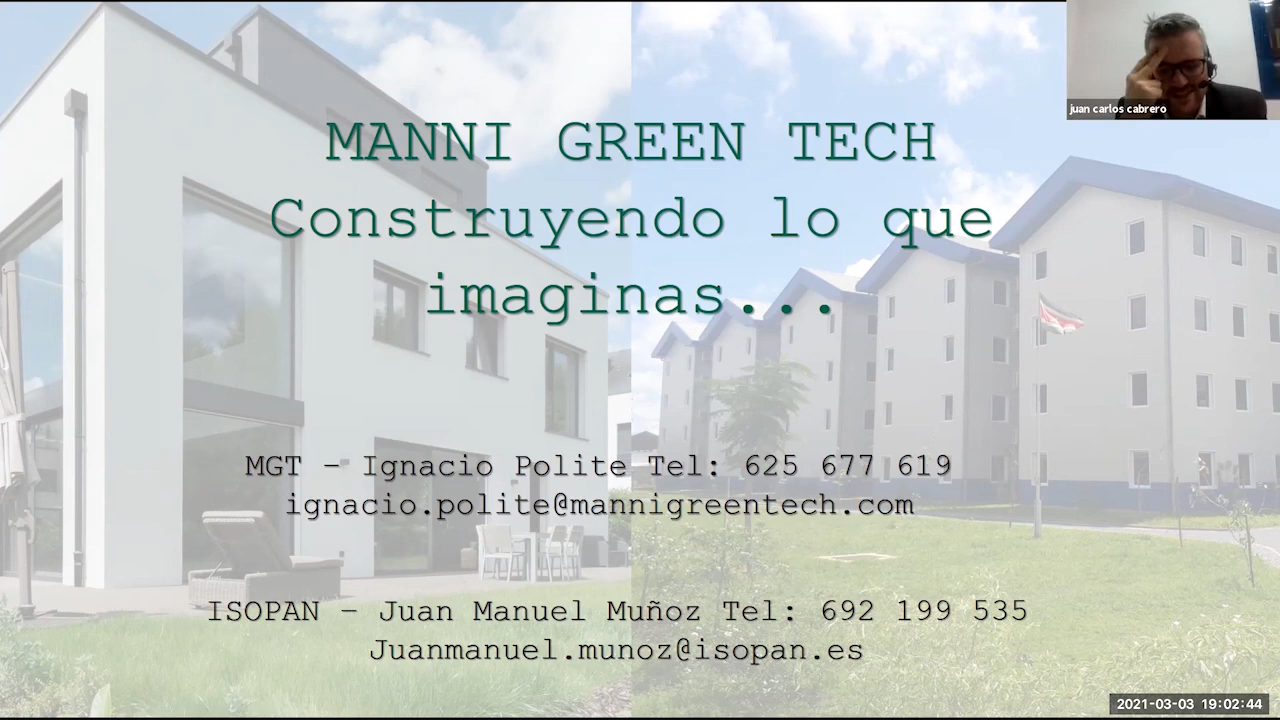 juan carlos cabrero
MANNI GREEN TECH
Construyendo lo que
imaginas...
MGT - Ignacio Polite Tel: 625 677 619
ignacio.polite@mannigreentech.com
ISOPAN - Juan Manuel Muñoz Tel: 692 199 535
Juanmanuel.munoz@isopan.es
2021-03-03 19:02:44